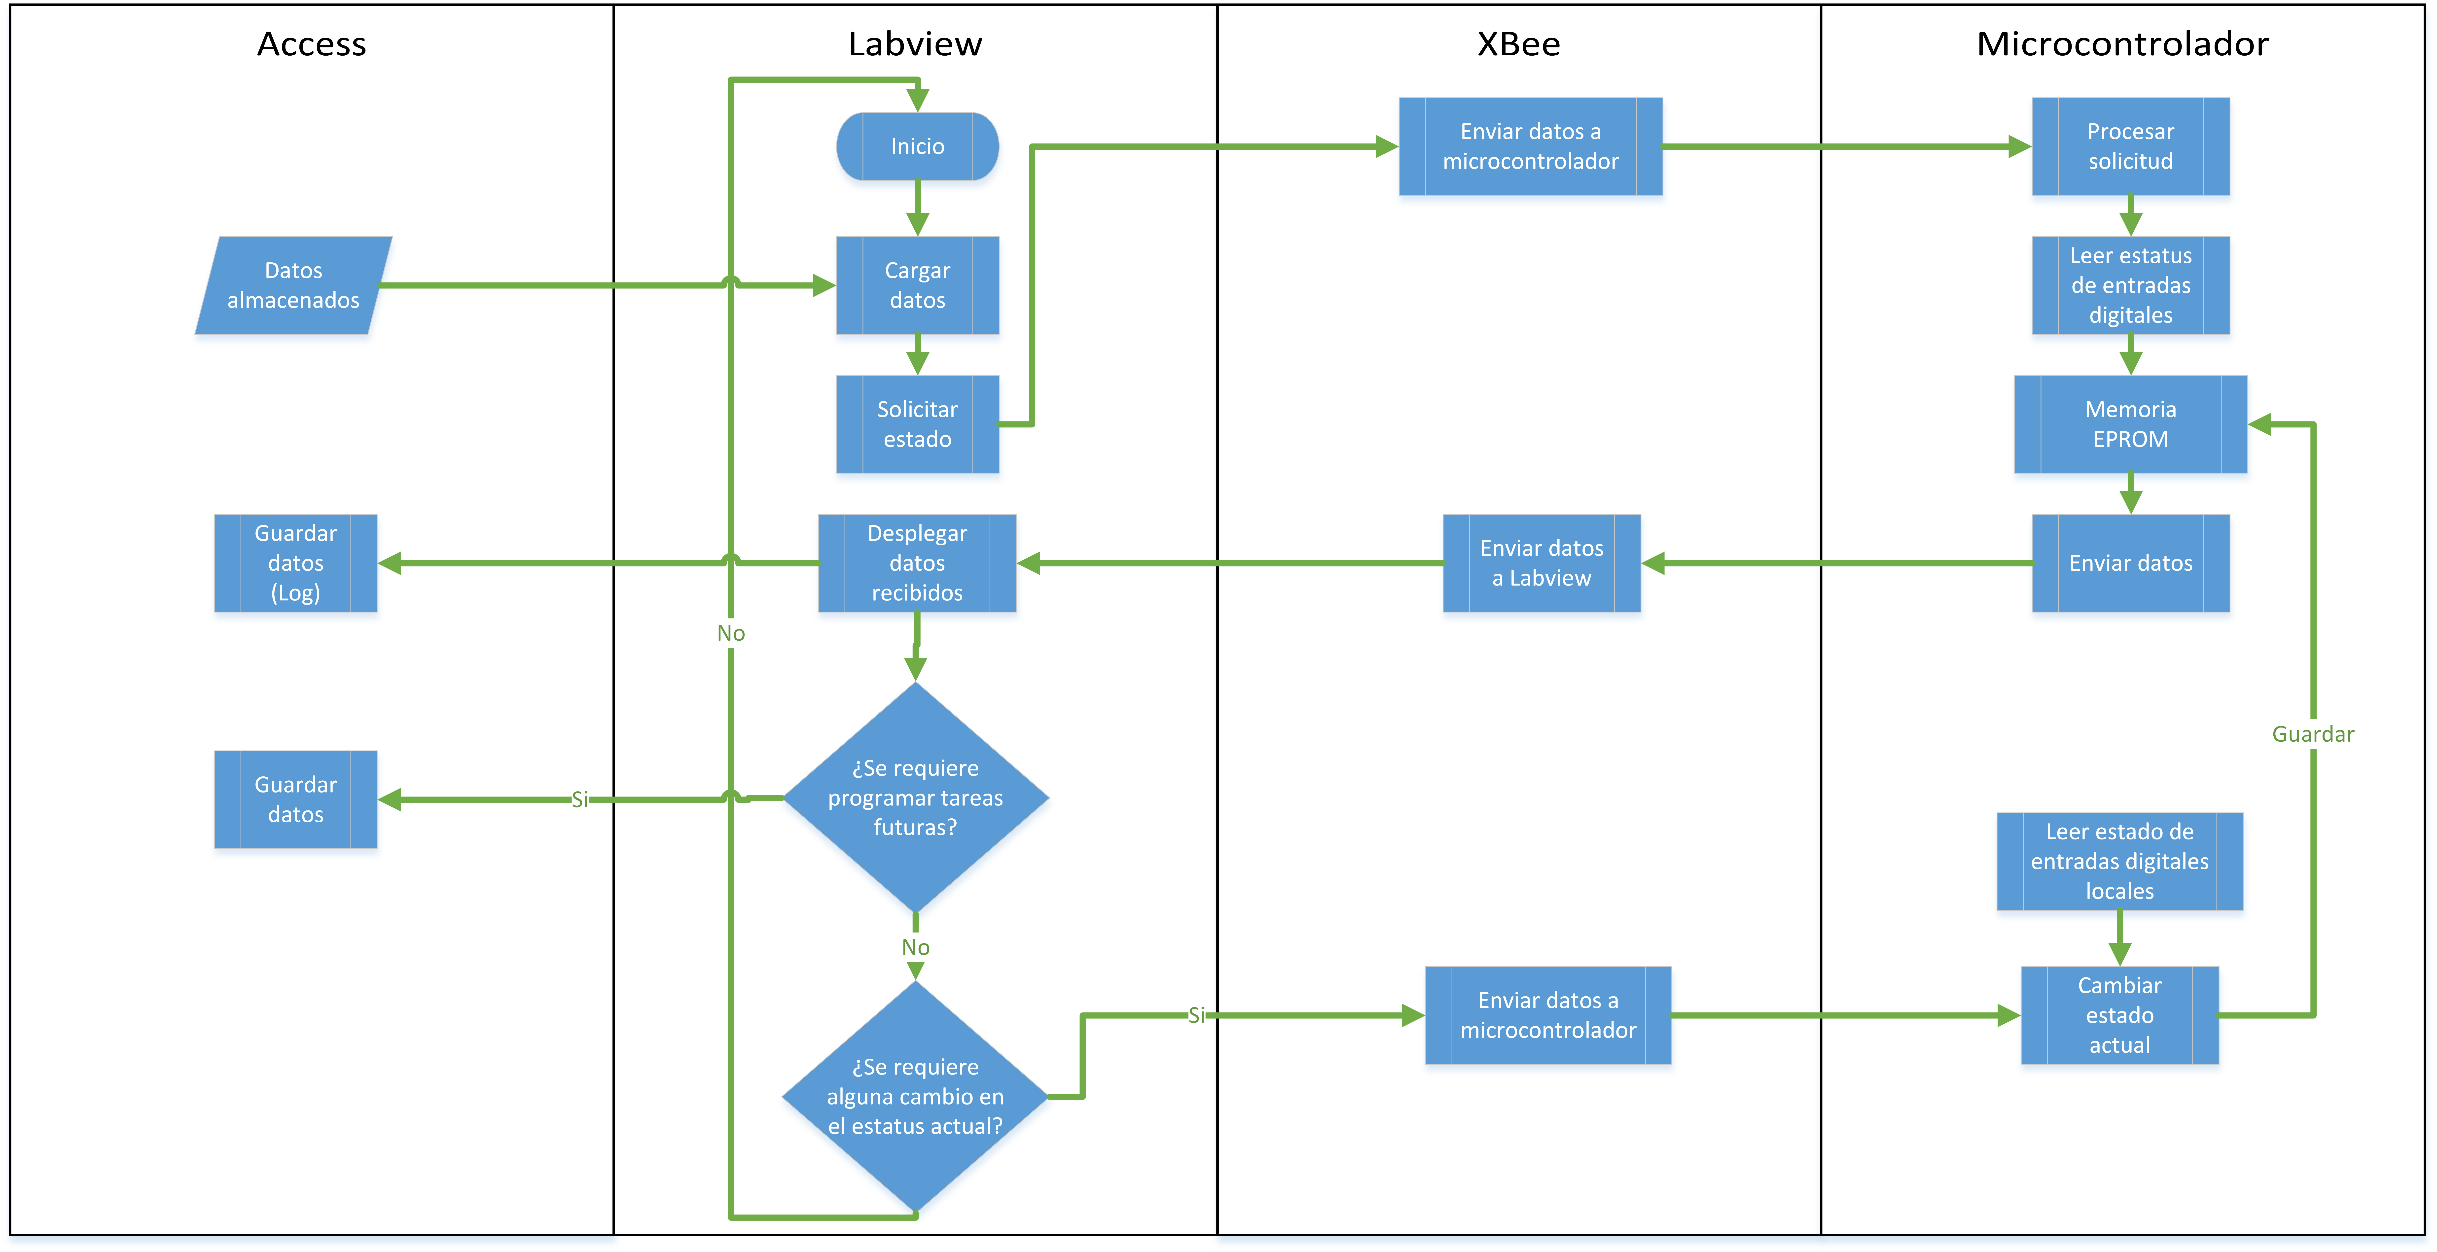 Access
Labview
XBee
Microcontrolador
Inicio
Enviar datos a
microcontrolador
Procesar
solicitud
Datos
almacenados
Cargar
datos
Leer estatus
de entradas
digitales
Solicitar
estado
Memoria
EPROM
Guardar
datos
(Log)
Desplegar
datos
recibidos
Enviar datos
a Labview
Enviar datos
No
Guardar
Guardar
datos
Si
¿Se requiere
programar tareas
futuras?
Leer estado de
entradas digitales
locales
No
Si
Enviar datos a
microcontrolador
Cambiar
estado
actual
¿Se requiere
alguna cambio en
el estatus actual?